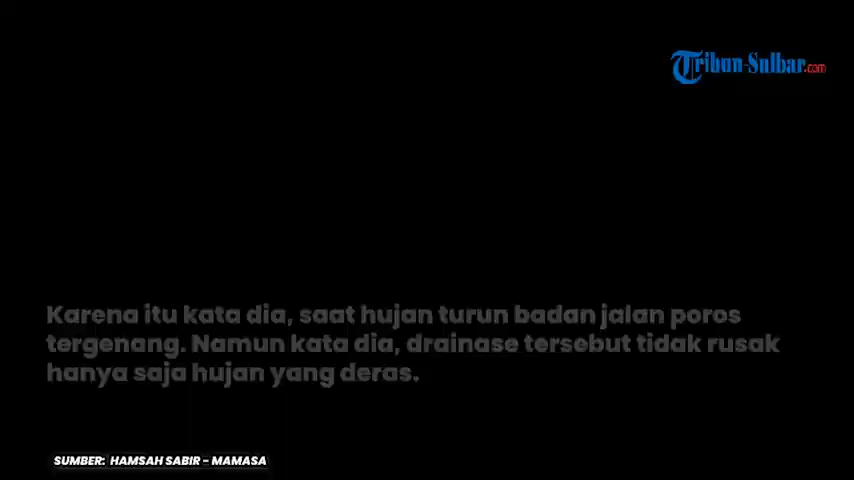 Tribun-Sulbar.com
Karena itu kata dia, saat hujan turun badan jalan poros
tergenang. Namun kata dia, drainase tersebut tidak rusak
hanya saja hujan yang deras.
SUMBER: HAMSAH SABIR - MAMASA